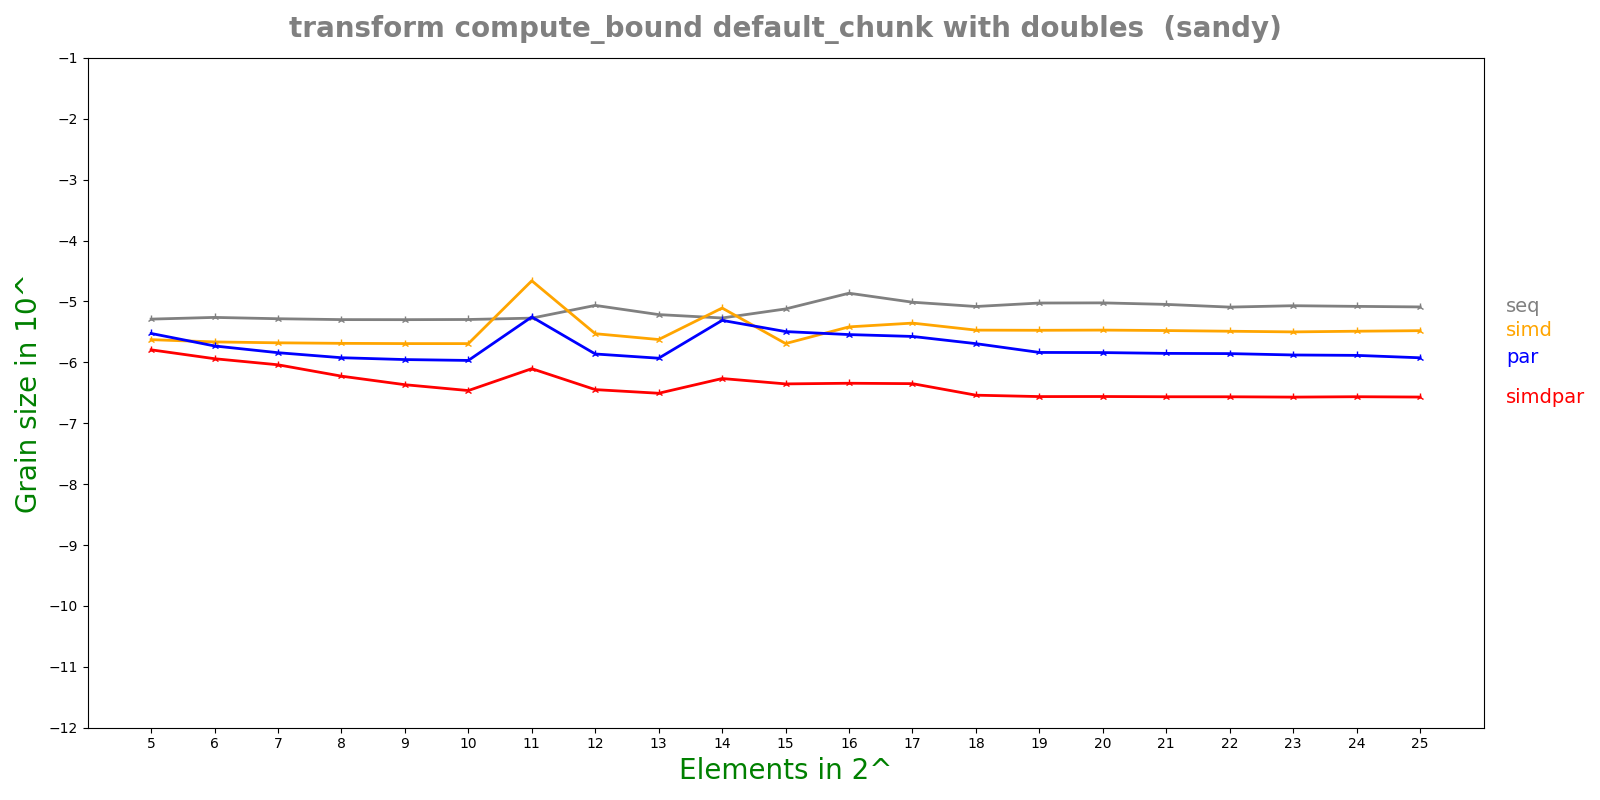 transform compute_bound default_chunk with doubles  (sandy)
Grain size in 10^
−1
−2
−3
−4
−5
−6
−7
−8
−9
−10
−11
−12
seq
simd
par
simdpar
5 6 7 8 9 10 11 12 13 14 15 16 17 18 19 20 21 22 23 24 25
Elements in 2^